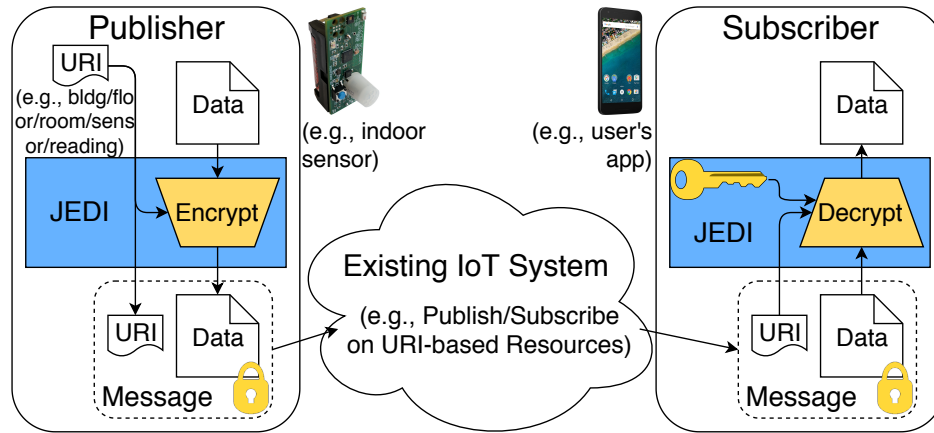 Publisher
URI
(e.g., bldg/flo
or/room/sens
or/reading)
Data
JEDI
Encrypt
URI
Data
Message
(e.g., indoor
sensor)
(e.g., user's
app)
Existing IoT System
(e.g., Publish/Subscribe
on URI-based Resources)
Subscriber
Data
JEDI
Decrypt
URI
Data
Message